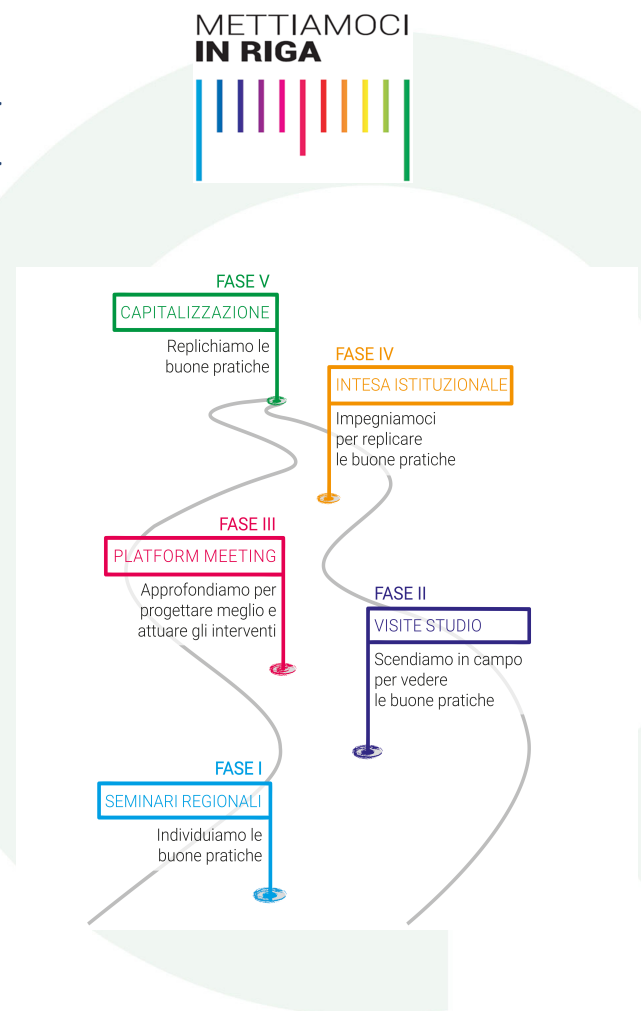 METTIAMOCI
IN RIGA
FASE V
CAPITALIZZAZIONE
Replichiamo le
buone pratiche
FASE IV
INTESA ISTITUZIONALE
Impegniamoci
per replicare
le buone pratiche
FASE III
PLATFORM MEETING
Approfondiamo per
progettare meglio e
attuare gli interventi
FASE II
VISITE STUDIO
Scendiamo in campo
per vedere
le buone pratiche
FASE I
SEMINARI REGIONALI
Individuiamo le
buone pratiche